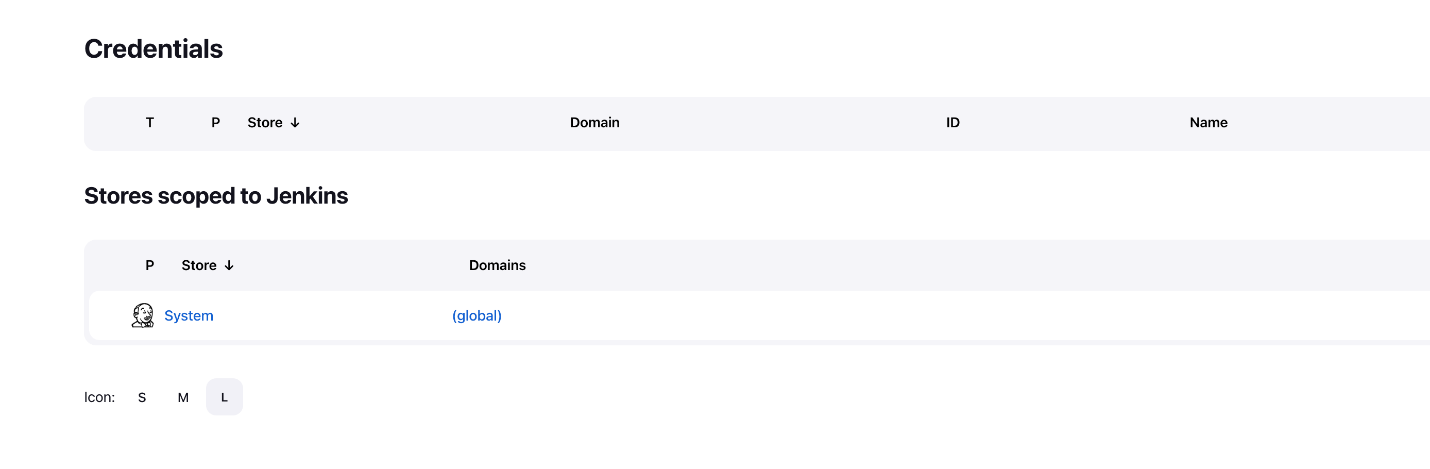 Credentials
T P Store ↓ Domain ID Name
Stores scoped to Jenkins
P Store ↓ Domains
System (global)
Icon: S M L